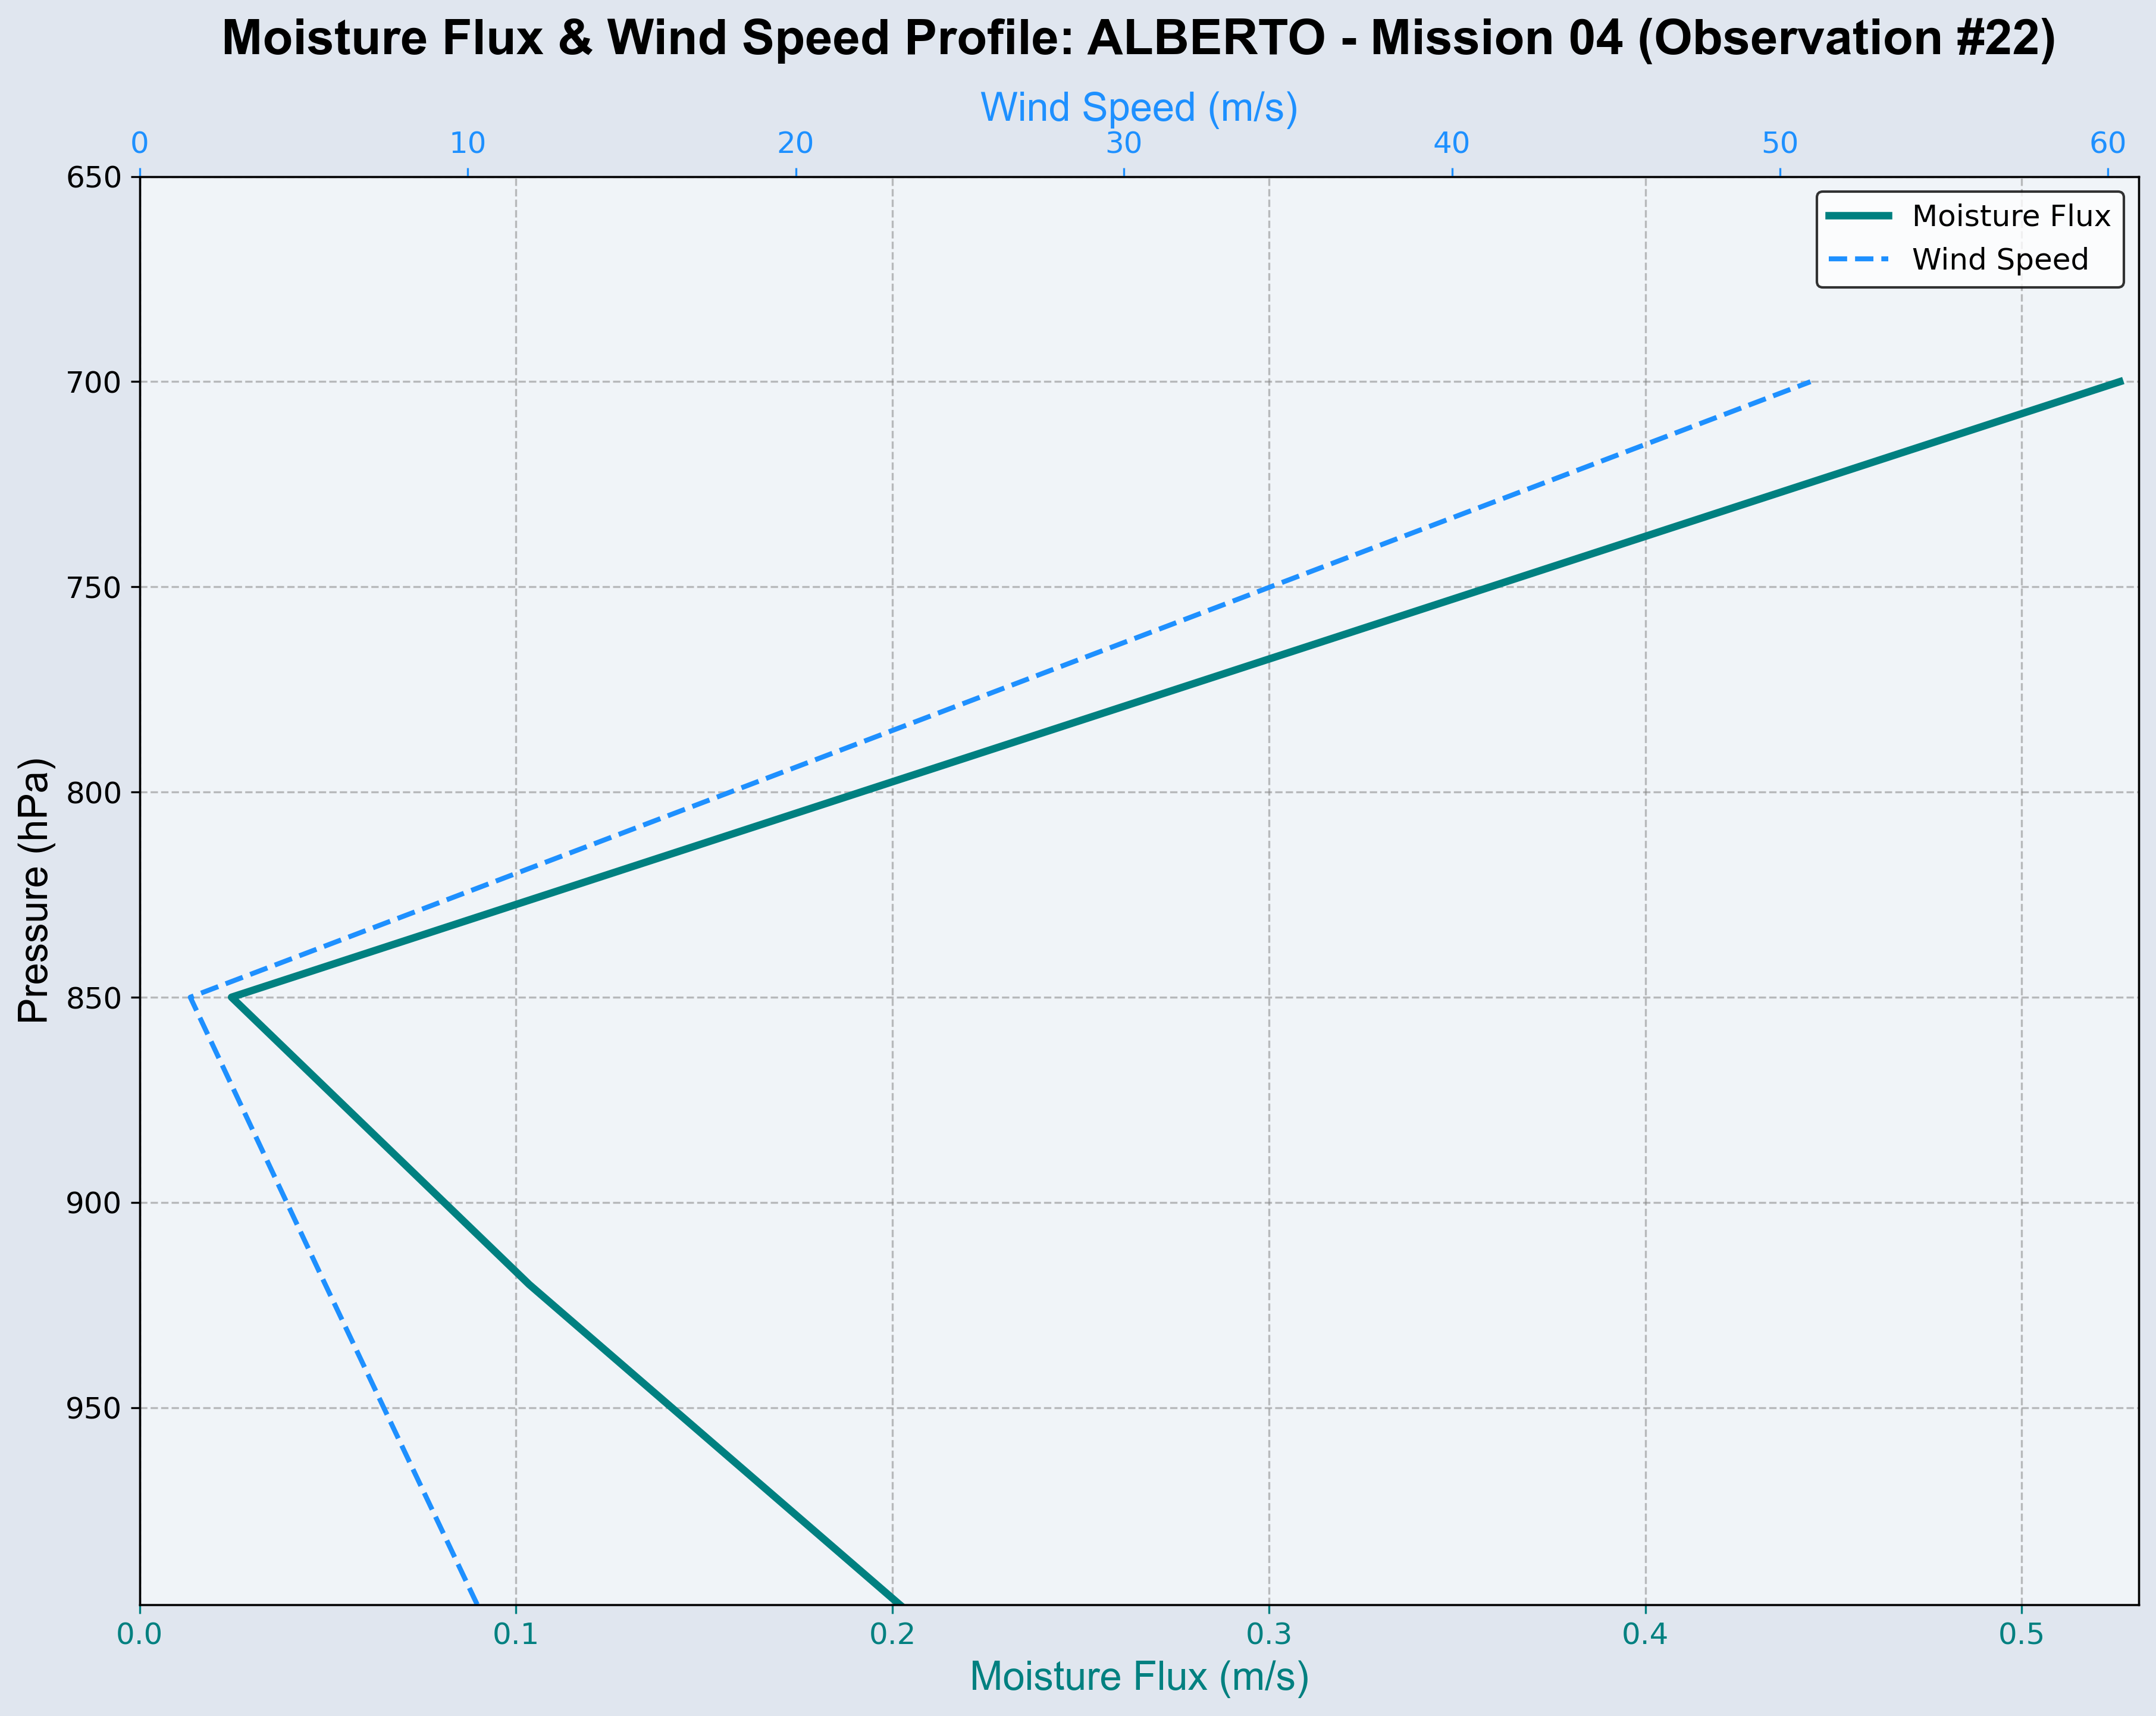 Moisture Flux & Wind Speed Profile: ALBERTO - Mission 04 (Observation #22)
Wind Speed (m/s)
0 10 20 30 40 50 60
Moisture Flux
Wind Speed
650
700
750
800
850
900
950
Pressure (hPa)
0.0 0.1 0.2 0.3 0.4 0.5
Moisture Flux (m/s)